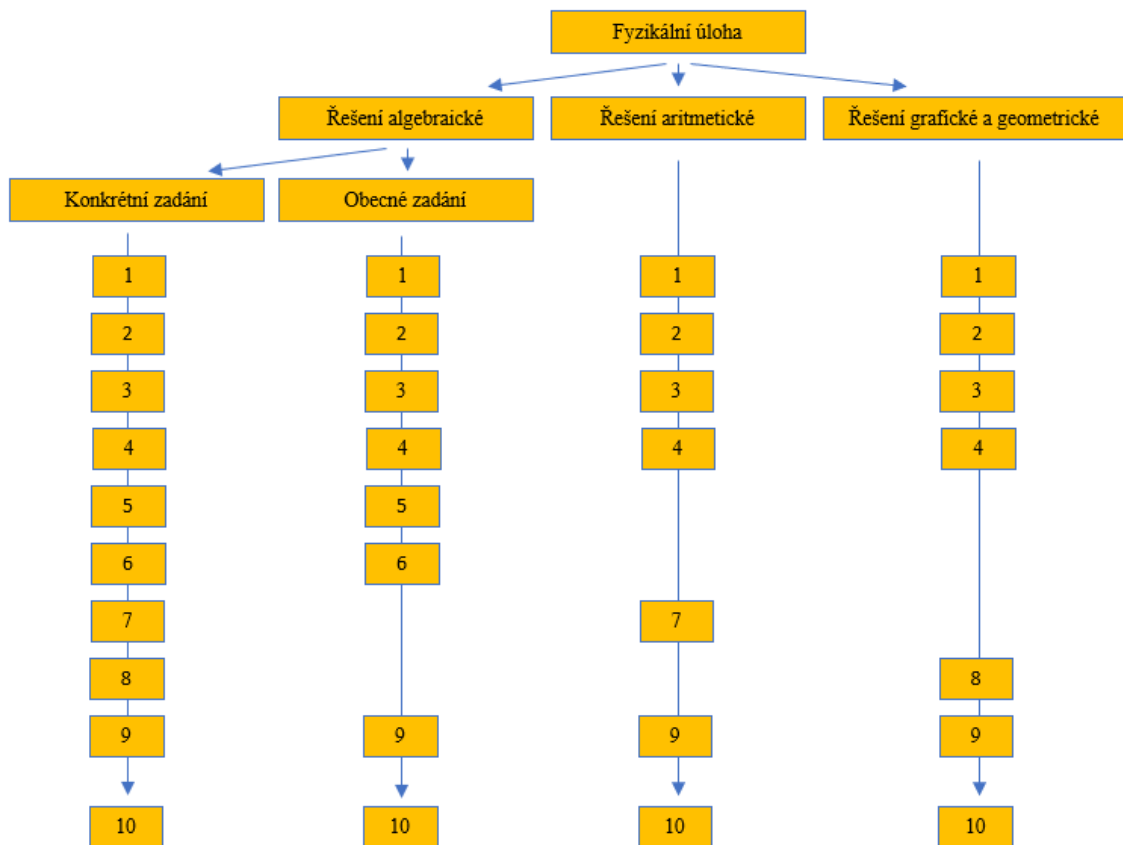 Fyzikální úloha
Řešení algebraické
Řešení aritmetické
Řešení grafické a geometrické
Konkrétní zadání
Obecné zadání
1 1 1 1
2 2 2 2
3 3 3 3
4 4 4 4
5 5
6 6
7 7
8 8
9 9 9 9
10 10 10 10